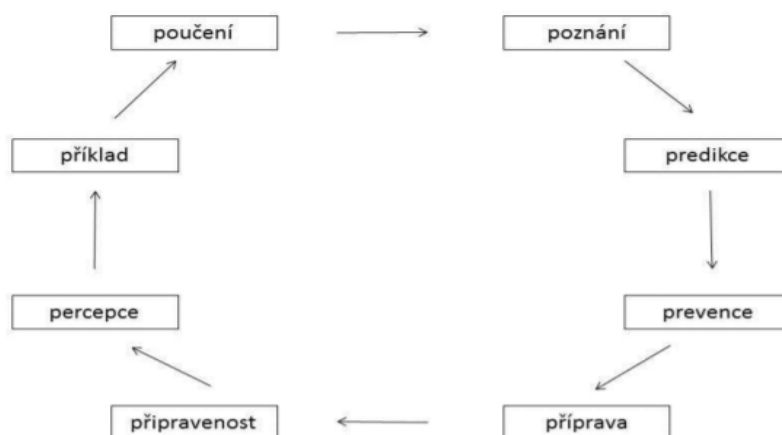 poučení
poznání
příklad
predikce
percepce
prevence
připravenost
příprava